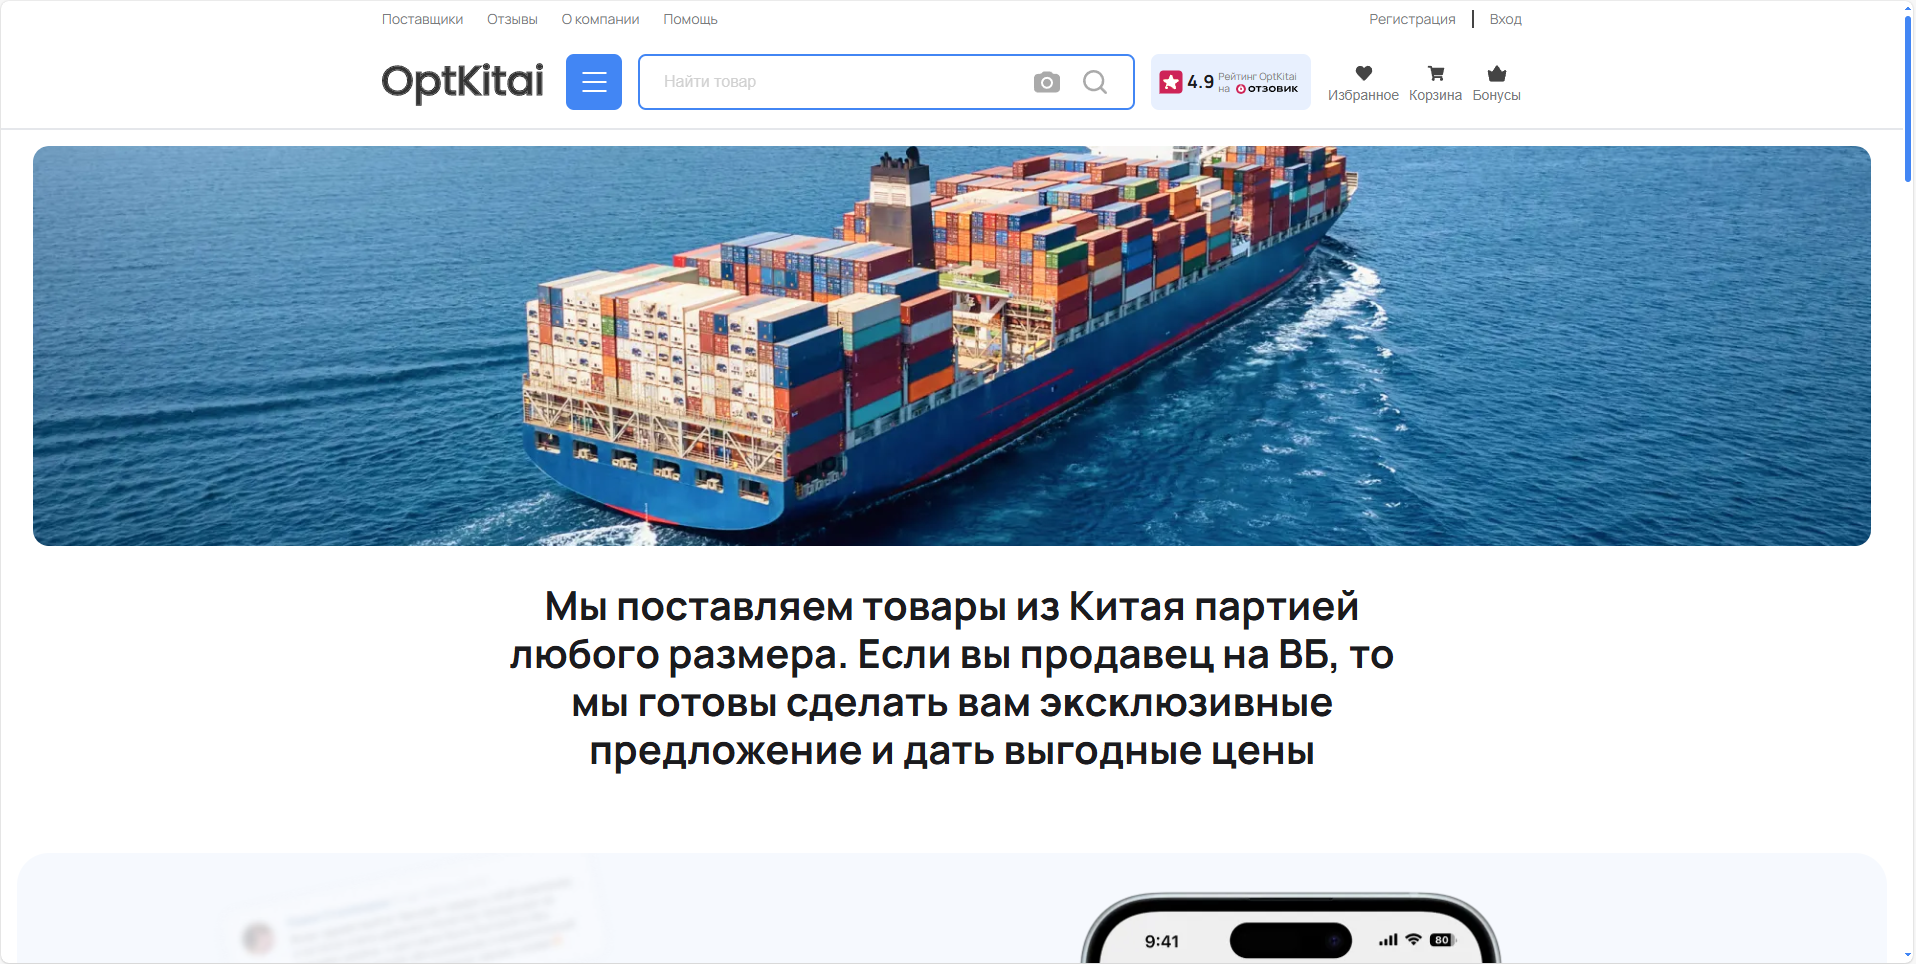 Поставщики Отзывы О компании Помощь Регистрация Вход
OptKitai
Найти товар
4.9 Рейтинг OptKitai
на ОТЗОВИК
Избранное Корзина Бонусы
Мы поставляем товары из Китая партией
любого размера. Если вы продавец на ВБ, то
мы готовы сделать вам эксклюзивные
предложение и дать выгодные цены
9:41 80